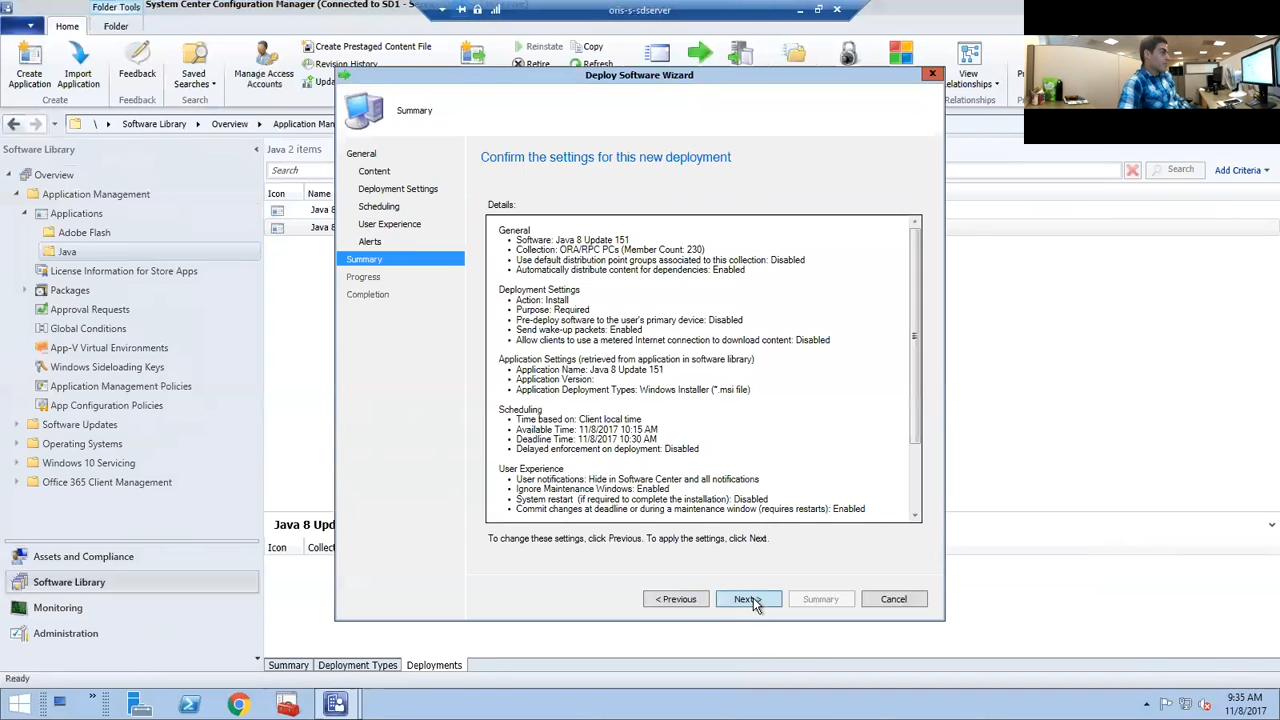 Folder Tools
System Center Configuration Manager (Connected to SD1)
oris-s-sdserver
Home
Folder
Create Application
Import Application
Create
Feedback
Feedback
Saved Searches
Search
Manage Access Accounts
Create Prestaged Content File
Revision History
Reinstate
Retire
Copy
Refresh
View
Relationships
\ Software Library Overview
Software Library
Overview
Application Management
Applications
Adobe Flash
Java
License Information for Store Apps
Packages
Approval Requests
Global Conditions
App-V Virtual Environments
Windows Sideloading Keys
Application Management Policies
App Configuration Policies
Software Updates
Operating Systems
Windows 10 Servicing
Office 365 Client Management
Assets and Compliance
Software Library
Monitoring
Administration
Ready
Java 2 items
Search
Search
Add Criteria
Icon Name
Java 8
Java 8
Icon
Summary Deployment Types Deployments
Deploy Software Wizard
Summary
General
Content
Deployment Settings
Scheduling
User Experience
Alerts
Summary
Progress
Completion
Confirm the settings for this new deployment
Details:
General
• Software: Java 8 Update 151
• Collection: ORA/RPC PCs (Member Count: 230)
• Use default distribution point groups associated to this collection: Disabled
• Automatically distribute content for dependencies: Enabled
Deployment Settings
• Action: Install
• Purpose: Required
• Pre-deploy software to the user's primary device: Disabled
• Send wake-up packets: Enabled
• Allow clients to use a metered Internet connection to download content: Disabled
Application Settings (retrieved from application in software library)
• Application Name: Java 8 Update 151
• Application Version:
• Application Deployment Types: Windows Installer (*.msi file)
Scheduling
• Time based on: Client local time
• Available Time: 11/8/2017 10:15 AM
• Deadline Time: 11/8/2017 10:30 AM
• Delayed enforcement on deployment: Disabled
User Experience
• User notifications: Hide in Software Center and all notifications
• Ignore Maintenance Windows: Enabled
• System restart (if required to complete the installation): Disabled
• Commit changes at deadline or during a maintenance window (requires restarts): Enabled
To change these settings, click Previous. To apply the settings, click Next.
< Previous
Next >
Summary
Cancel
9:35 AM
11/8/2017